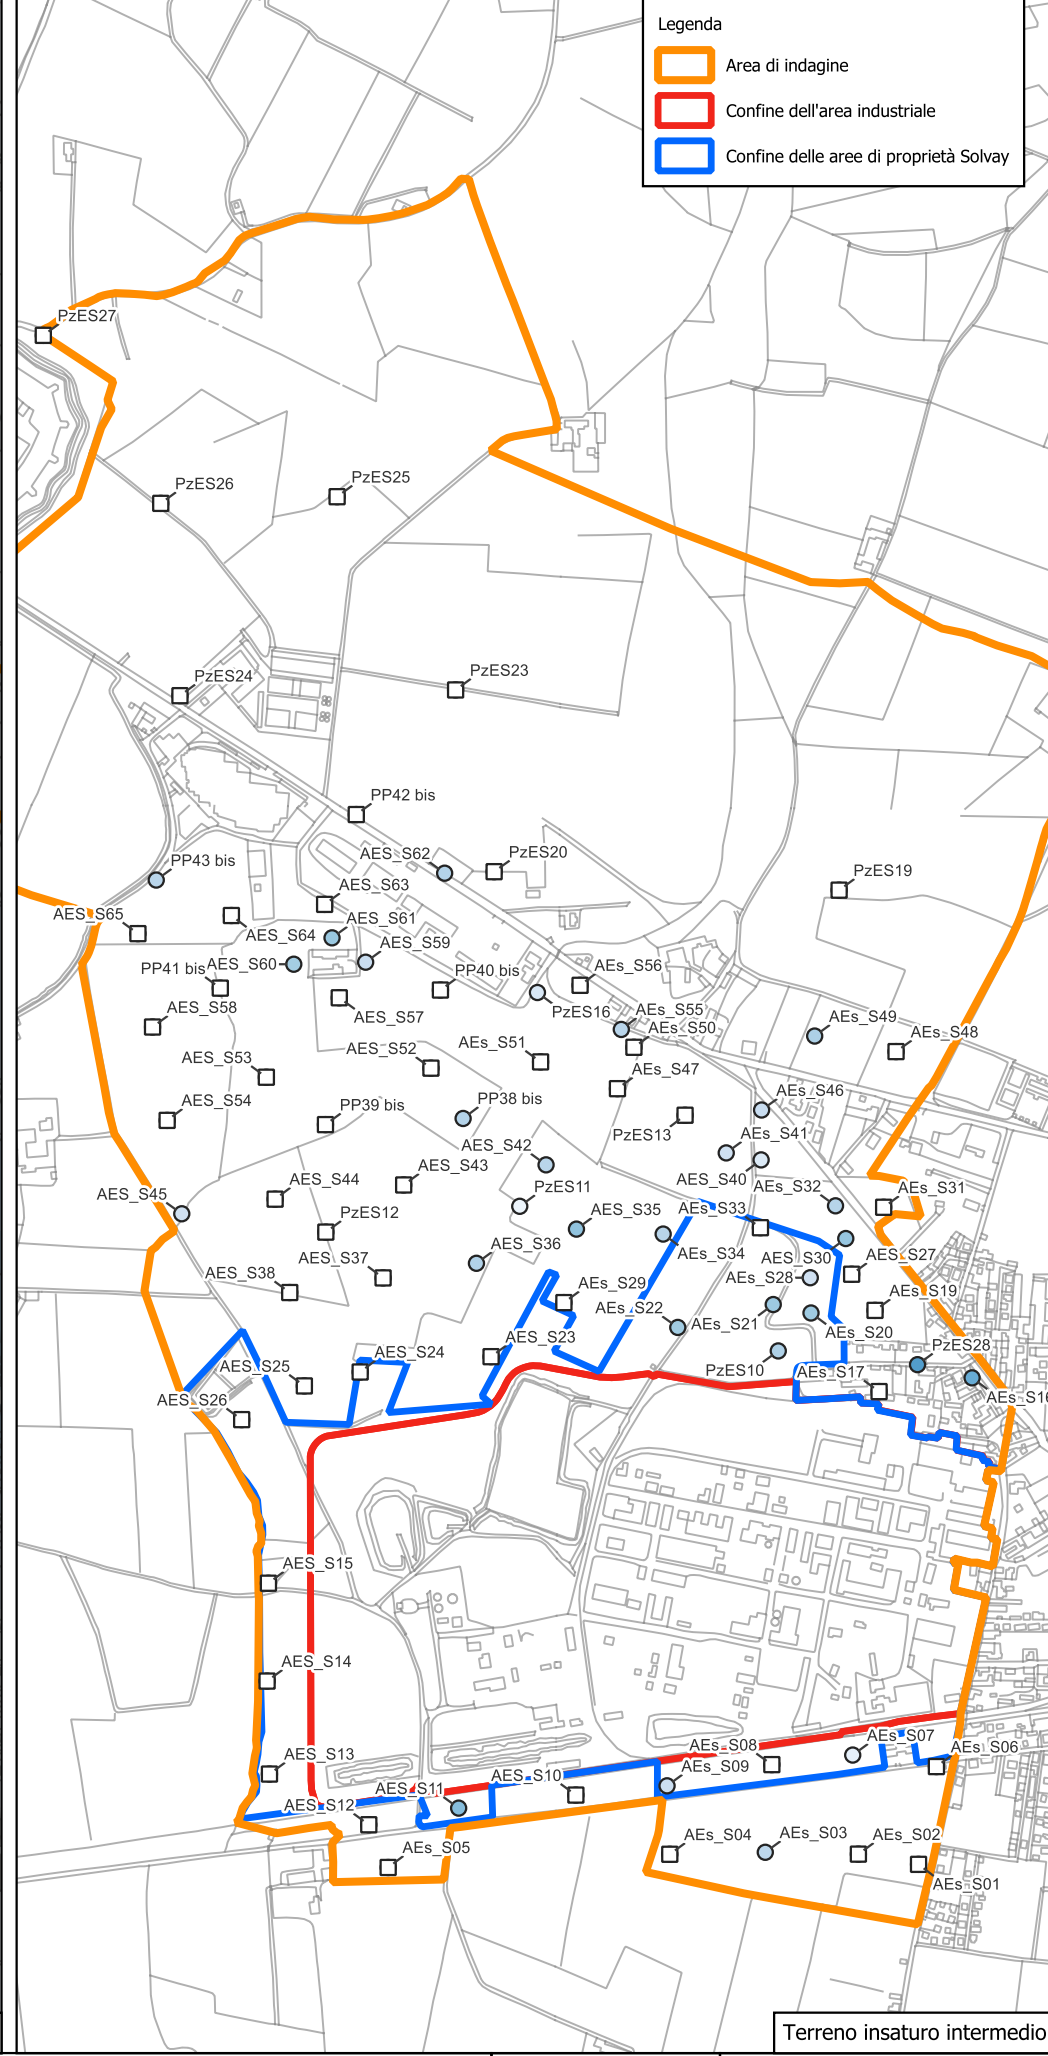 Legenda
Area di indagine
Confine dell'area industriale
Confine delle aree di proprietà Solvay
PzES27
PzES26
PzES25
PzES24
PzES23
PP42 bis
PP43 bis
AES_S62
PzES20
PzES19
AES_S63
AES_S65
AES_S61
AES_S64
AES_S59
PP41 bis
AES_S60
PP40 bis
AEs_S56
AES_S58
AES_S57
PzES16
AEs_S55
AEs_S49
AEs_S50
AEs_S48
AES_S53
AES_S52
AEs_S51
AEs_S47
AES_S54
PP39 bis
PP38 bis
AEs_S46
PzES13
AEs_S41
AES_S42
AES_S44
AES_S43
AES_S40
AEs_S32
AES_S45
PzES11
AEs_S31
PzES12
AES_S35
AEs_S33
AES_S37
AES_S36
AEs_S34
AES_S30
AEs_S27
AES_S38
AEs_S29
AEs_S28
AEs_S22
AEs_S21
AEs_S19
AEs_S20
AES_S25
AES_S24
AES_S23
PzES10
PzES28
AEs_S17
AES_S26
AEs_S16
AES_S15
AES_S14
AES_S13
AEs_S08
AEs_S07
AEs_S06
AES_S12
AES_S11
AES_S10
AEs_S09
AEs_S05
AEs_S04
AEs_S03
AEs_S02
AEs_S01
Terreno insaturo intermedio